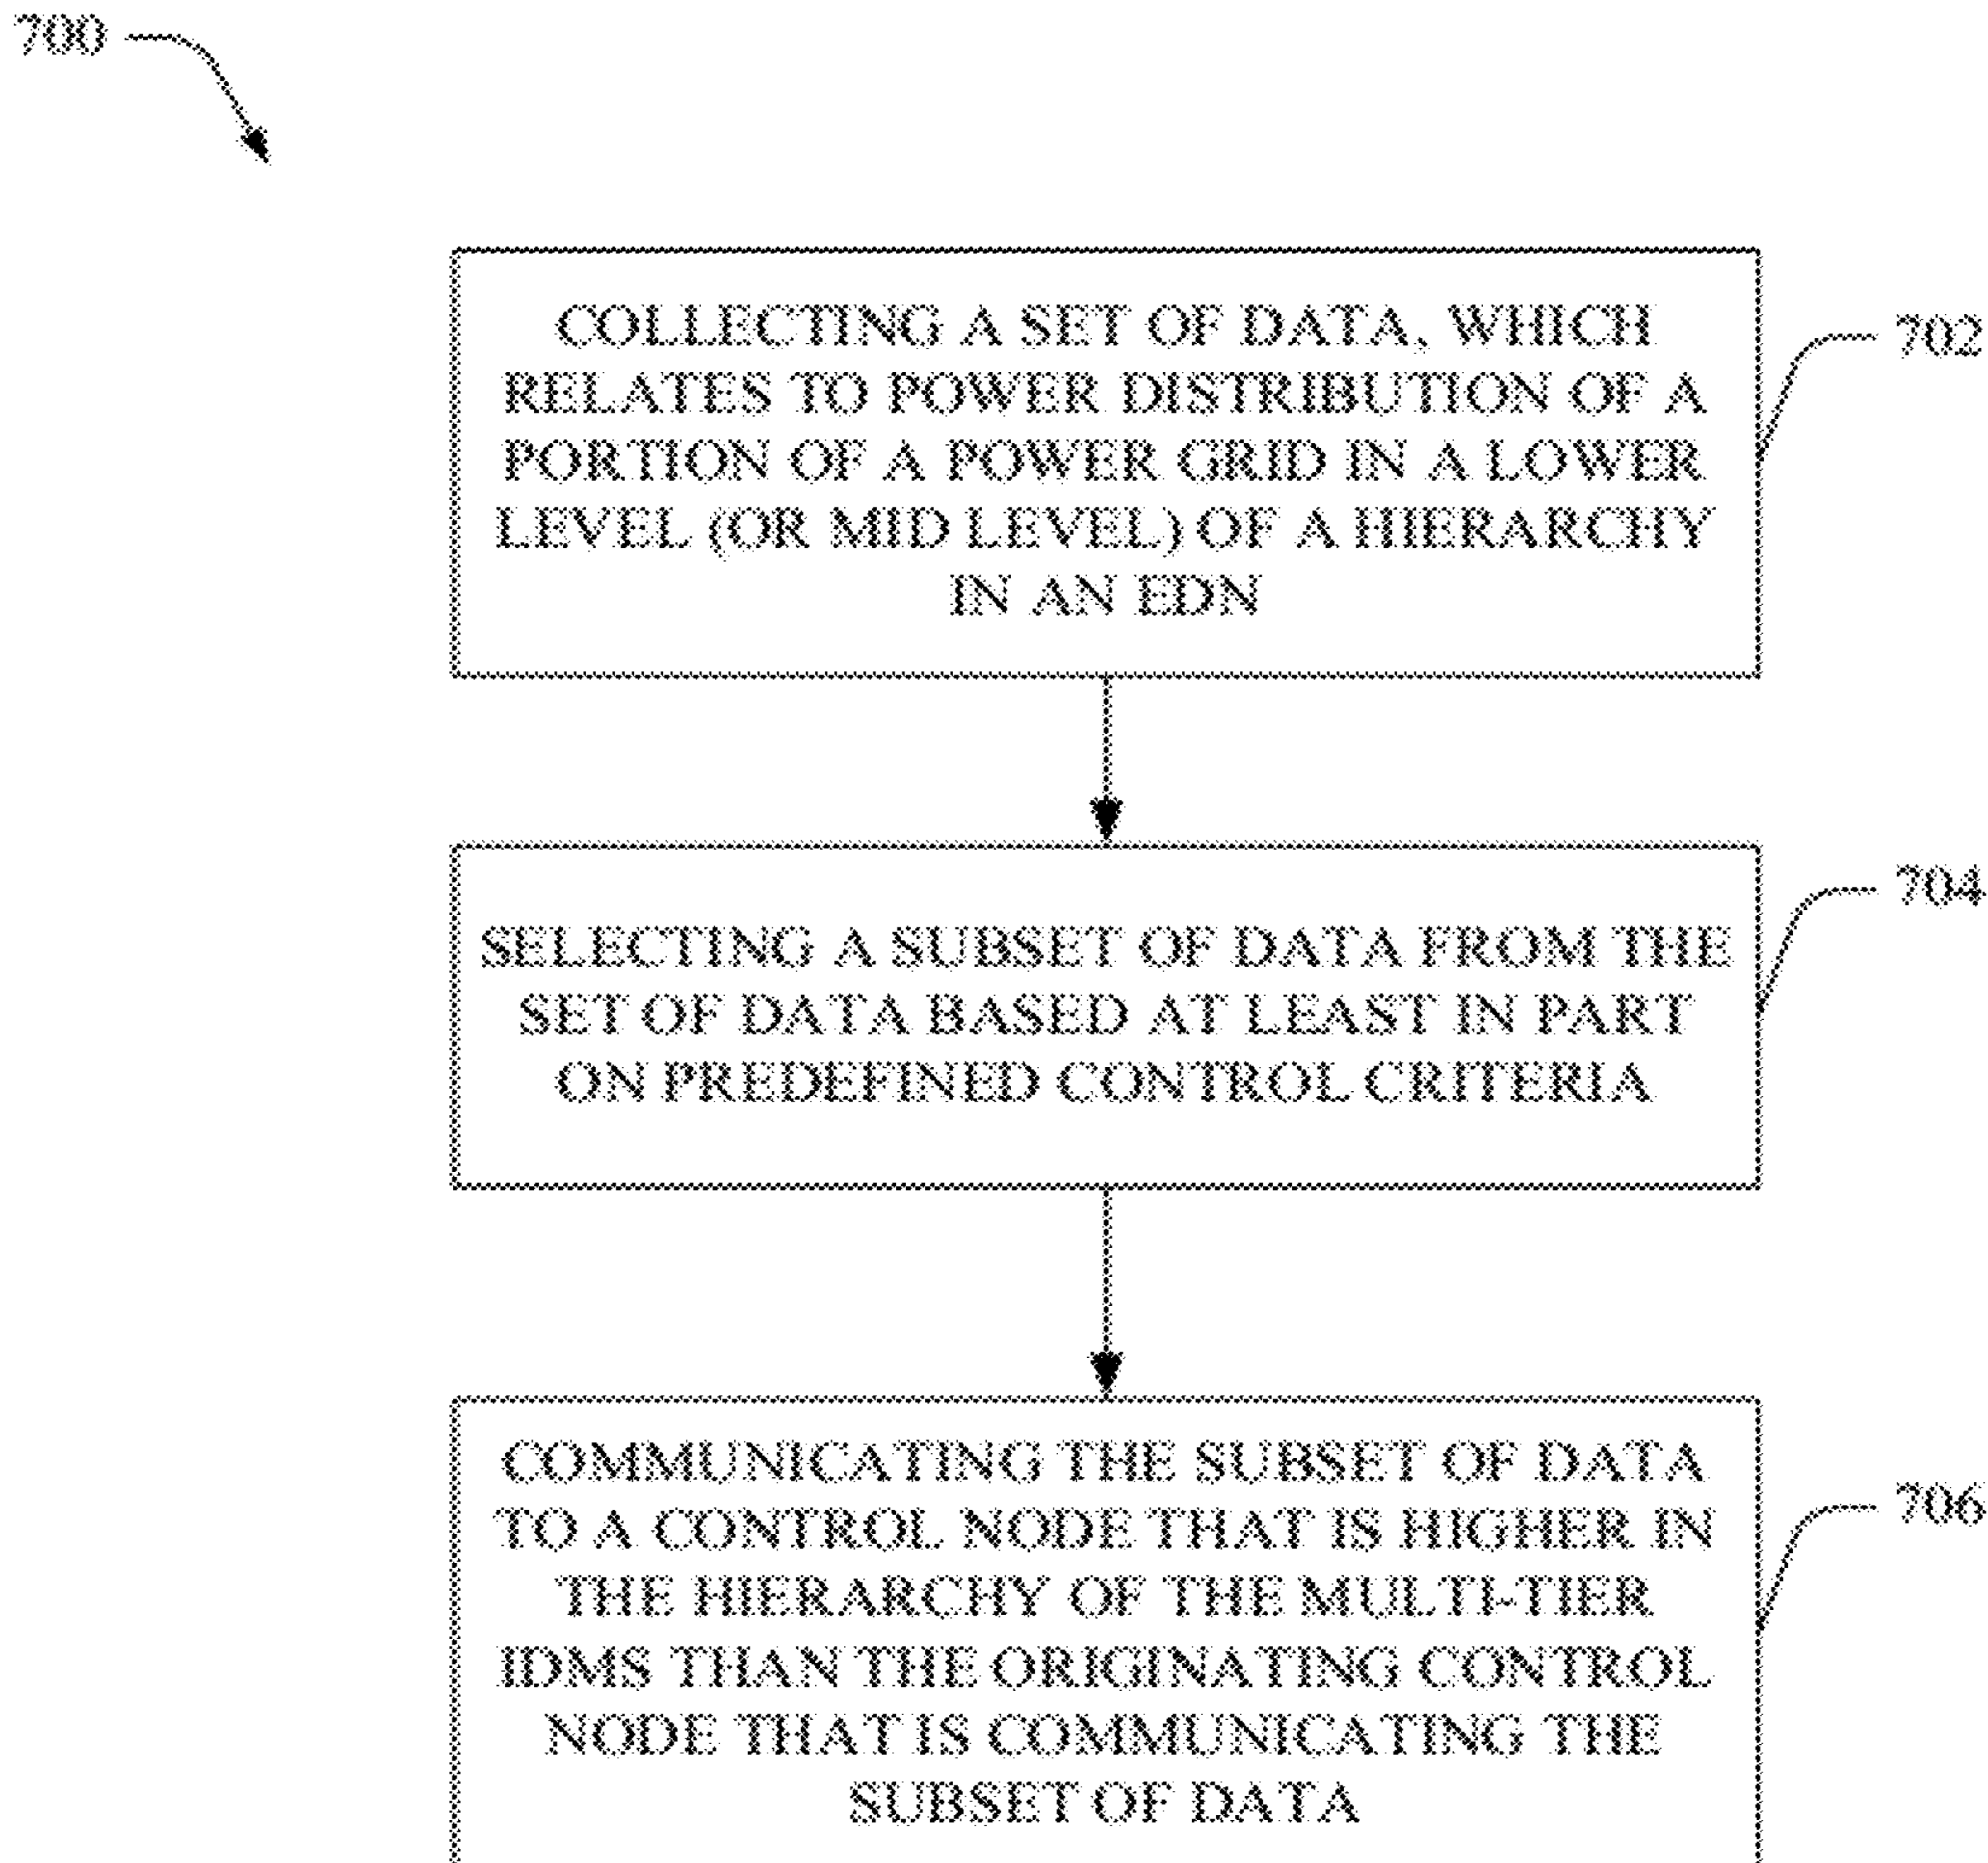 700
COLLECTING A SET OF DATA, WHICH
RELATES TO POWER DISTRIBUTION OF A
PORTION OF A POWER GRID IN A LOWER
LEVEL (OR MID LEVEL) OF A HIERARCHY
IN AN EDN
702
SELECTING A SUBSET OF DATA FROM THE
SET OF DATA BASED AT LEAST IN PART
ON PREDEFINED CONTROL CRITERIA
704
COMMUNICATING THE SUBSET OF DATA
TO A CONTROL NODE THAT IS HIGHER IN
THE HIERARCHY OF THE MULTI-TIER
IDMS THAN THE ORIGINATING CONTROL
NODE THAT IS COMMUNICATING THE
SUBSET OF DATA
706